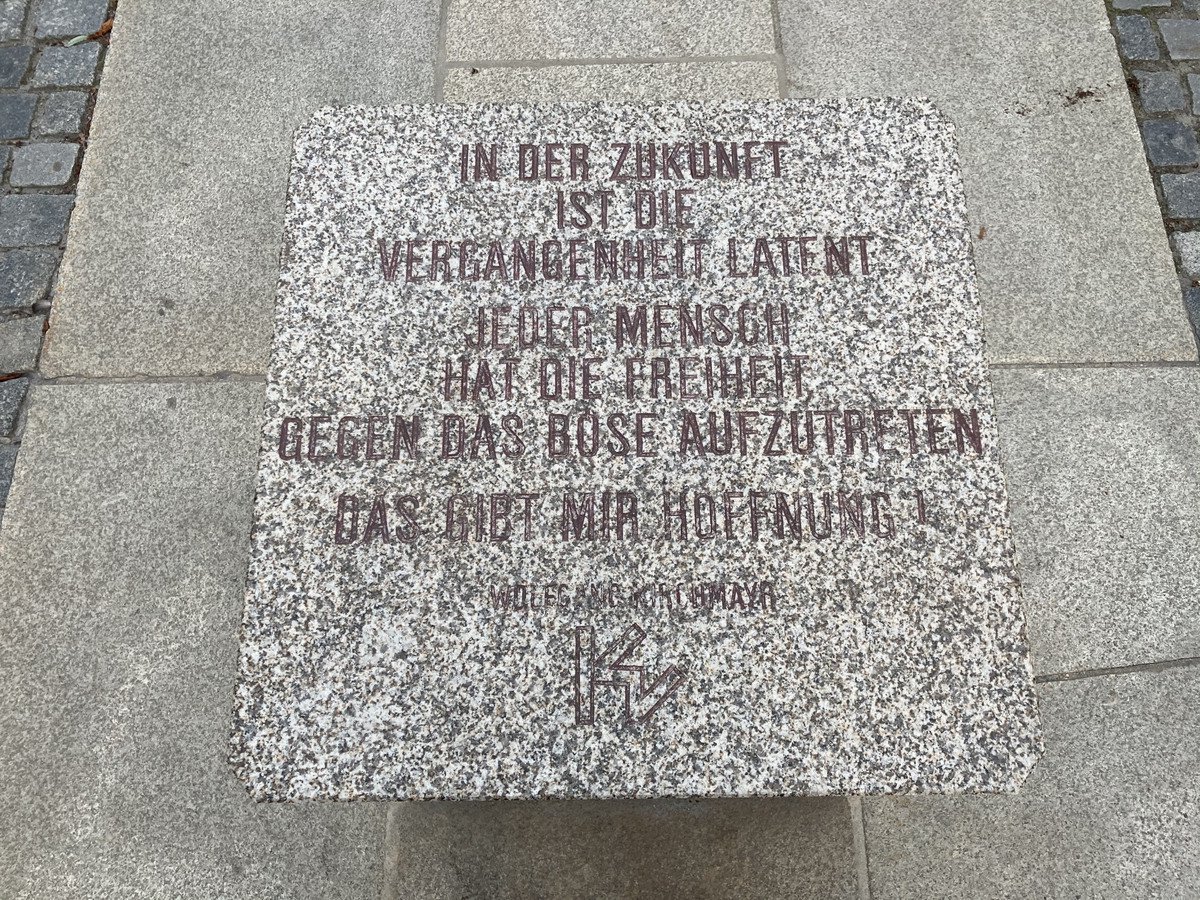 IN DER ZUKUNFT
IST DIE
VERGANGENHEIT LATENT
JEDER MENSCH
HAT DIE FREIHEIT,
GEGEN DAS BÖSE AUFZUTRETEN
DAS GIBT MIR HOFFNUNG !
WOLFGANG KIRCHMAYR